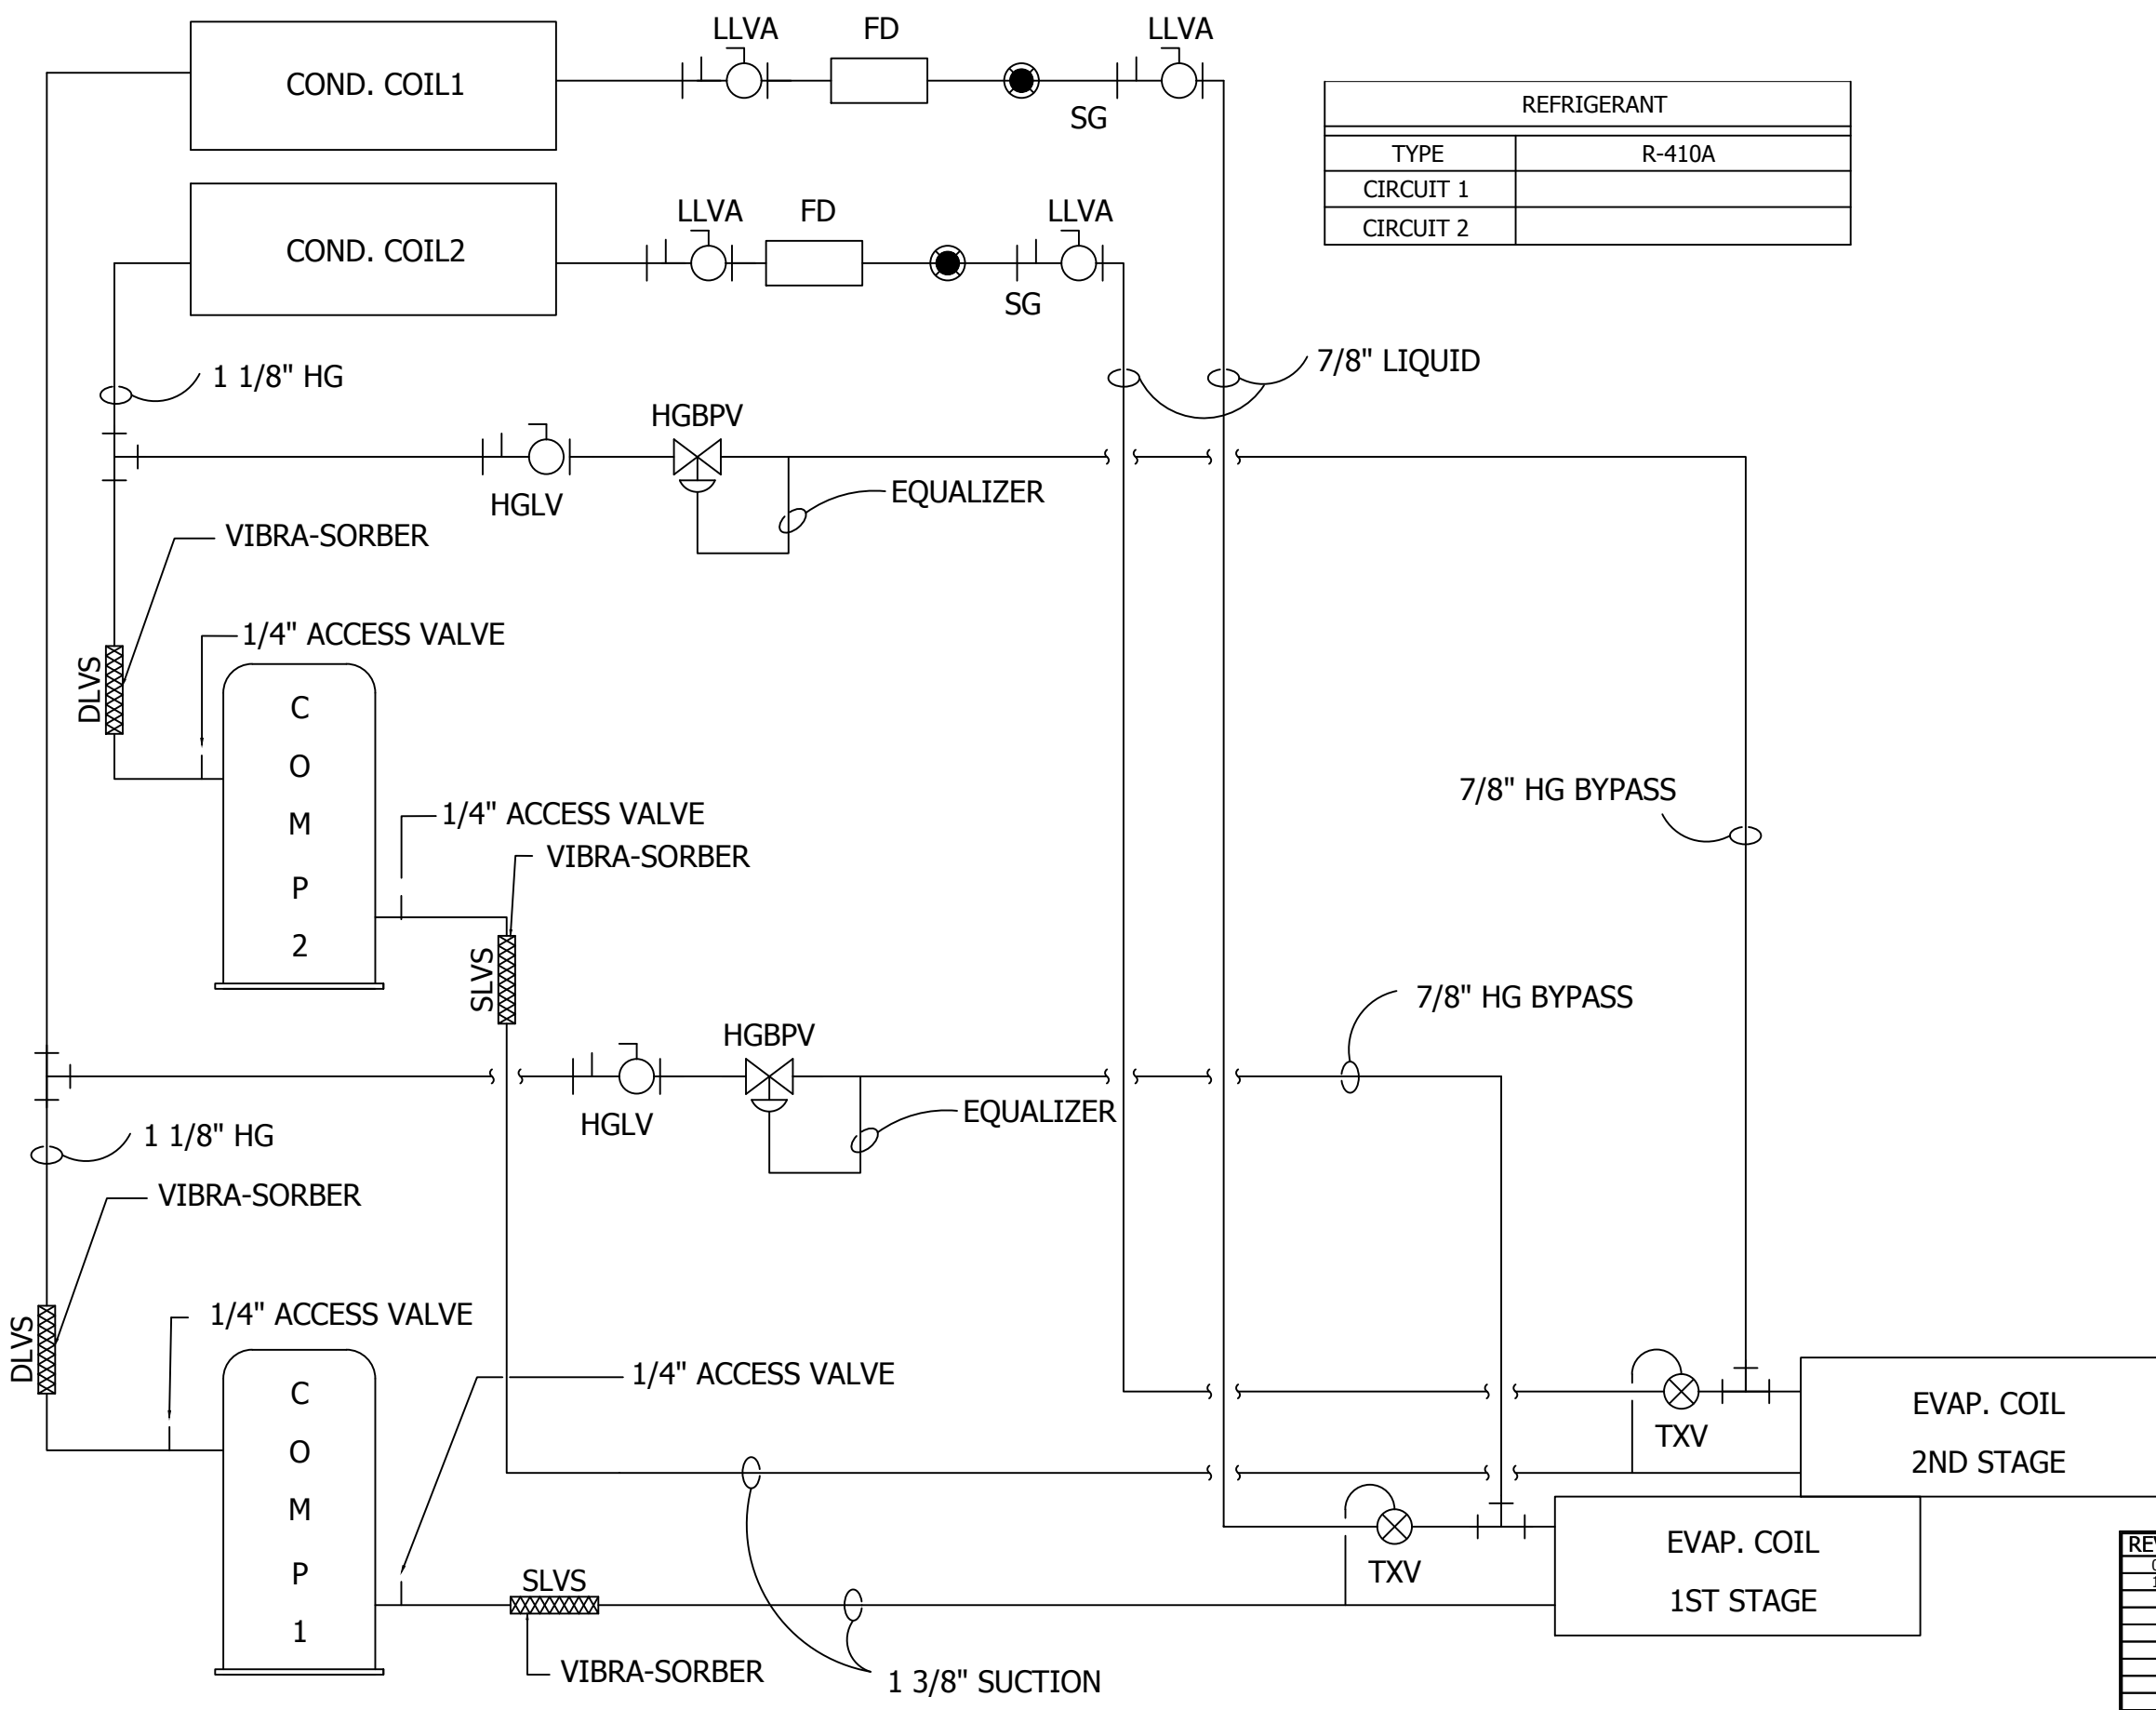 LLVA
FD
LLVA
COND. COIL1
SG
REFRIGERANT
TYPE R-410A
CIRCUIT 1
CIRCUIT 2
LLVA
FD
LLVA
COND. COIL2
SG
1 1/8" HG
7/8" LIQUID
HGBPV
HGLV
EQUALIZER
VIBRA-SORBER
1/4" ACCESS VALVE
DLVS
C
O
M
P
2
7/8" HG BYPASS
1/4" ACCESS VALVE
VIBRA-SORBER
SLVS
7/8" HG BYPASS
HGBPV
HGLV
EQUALIZER
1 1/8" HG
VIBRA-SORBER
DLVS
1/4" ACCESS VALVE
1/4" ACCESS VALVE
C
O
M
P
1
TXV
EVAP. COIL
2ND STAGE
TXV
EVAP. COIL
1ST STAGE
SLVS
VIBRA-SORBER
1 3/8" SUCTION